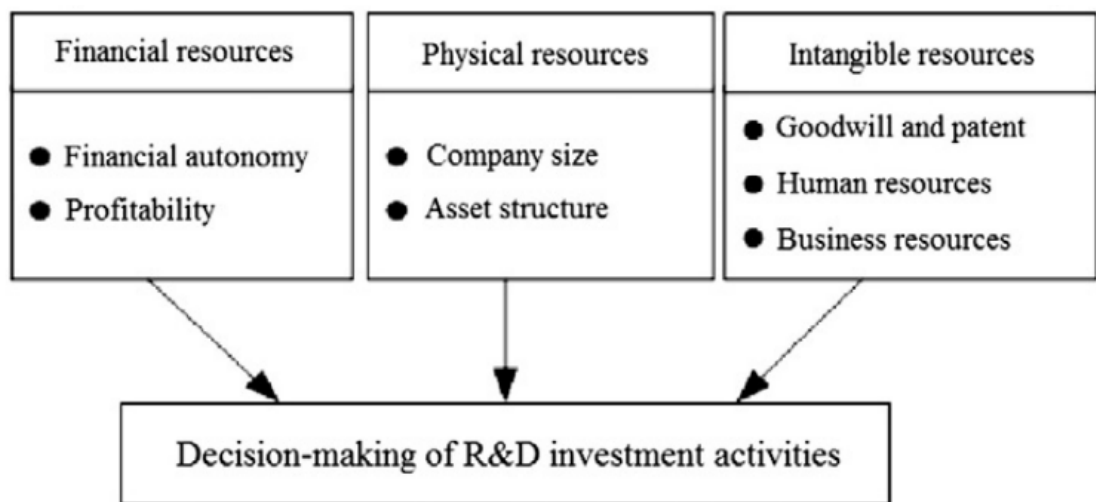 Financial resources
Financial autonomy
Profitability
Physical resources
Company size
Asset structure
Intangible resources
Goodwill and patent
Human resources
Business resources
Decision-making of R&D investment activities